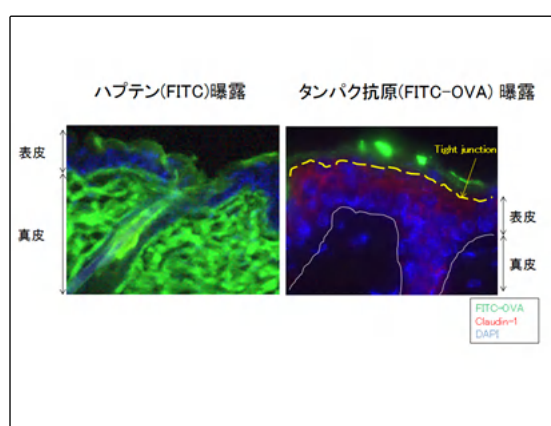 ハプテン(FITC)曝露
タンパク抗原(FITC-OVA) 曝露
表皮
真皮
Tight junction
表皮
真皮
FITC-OVA
Claudin-1
DAPI